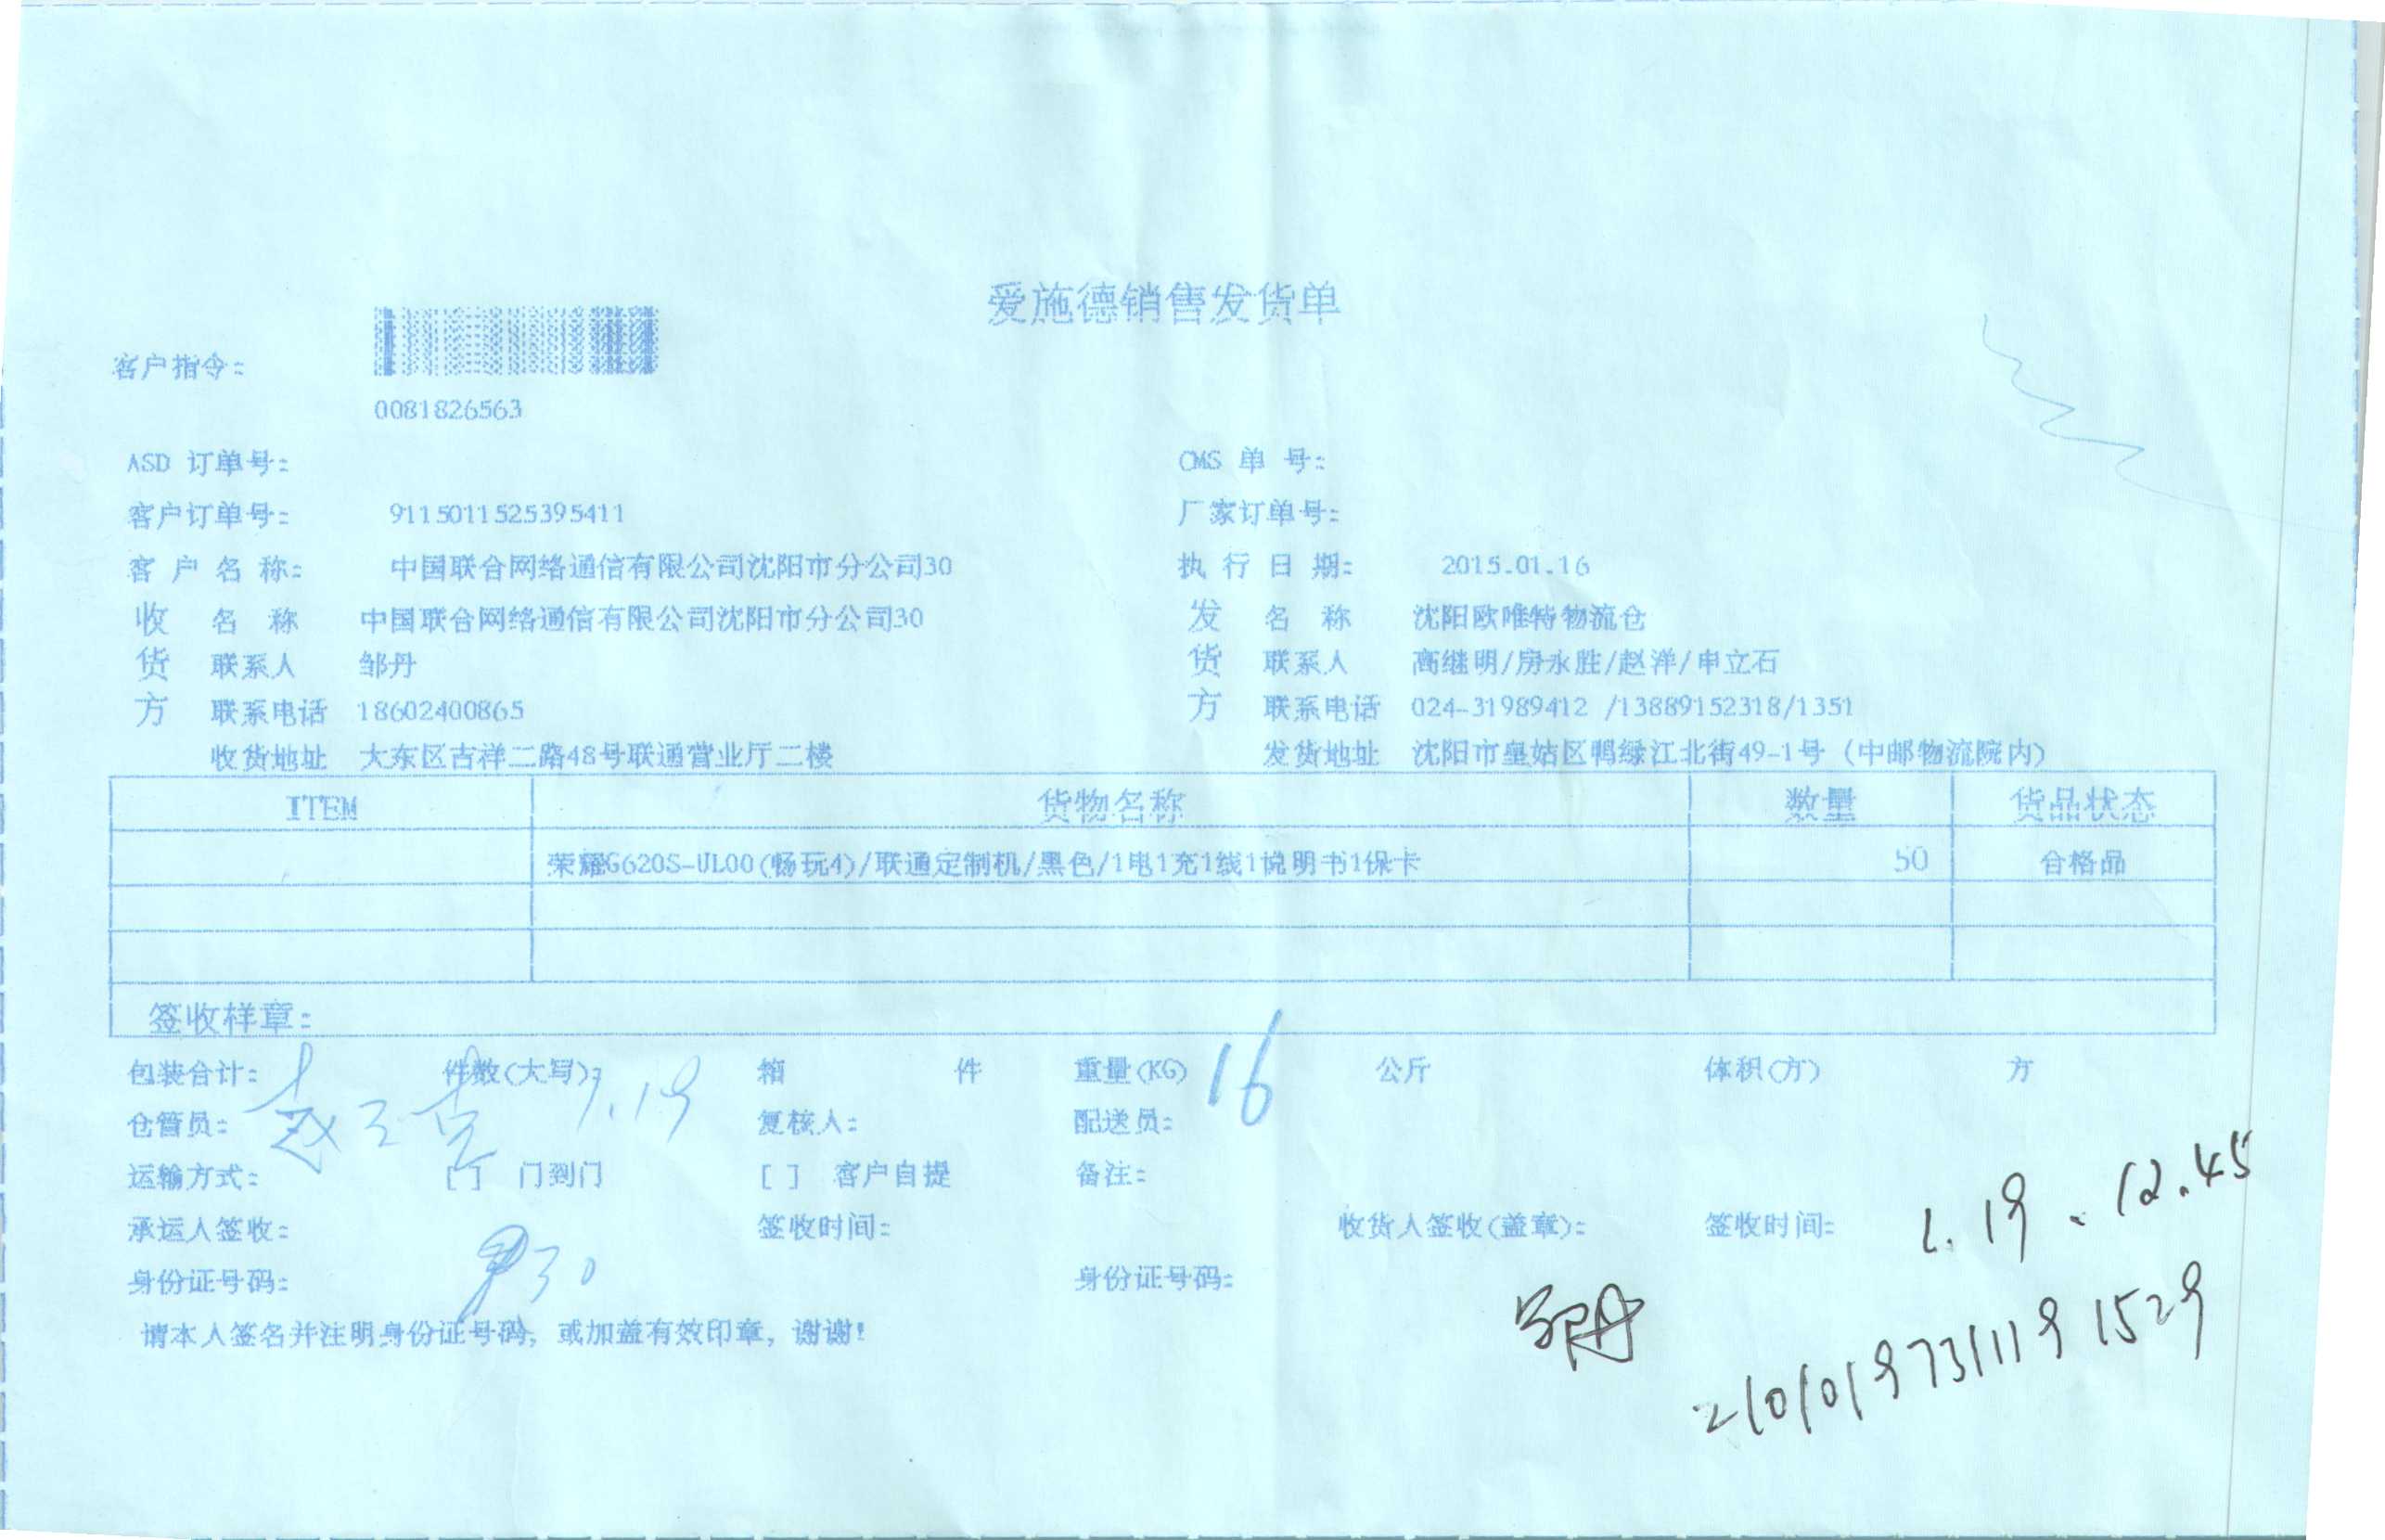 爱施德销售发货单
客户指令:
0081826563
ASD 订单号: CMS 单 号:
客户订单号: 9115011525395411 厂家订单号:
客 户 名 称: 中国联合网络通信有限公司沈阳市分公司30 执 行 日 期: 2015.01.16
收 名 称 中国联合网络通信有限公司沈阳市分公司30 发 名 称 沈阳欧唯特物流仓
货 联系人 邹丹 货 联系人 高继明/房永胜/赵洋/申立石
方 联系电话 18602400865 方 联系电话 024-31989412 /13889152318/1351
收货地址 大东区吉祥二路48号联通营业厅二楼 发货地址 沈阳市皇姑区鸭绿江北街49-1号 (中邮物流院内)
ITEM 货物名称 数量 货品状态
荣耀G620S-UL00(畅玩4)/联通定制机/黑色/1电1充1线1说明书1保卡 50 合格品
签收样章:
包装合计: 件数(大写): 箱 件 重量(KG) 16 公斤 体积(方) 方
仓管员: 1.19 复核人: 配送员:
运输方式: [ ] 门到门 [ ] 客户自提 备注:
承运人签收: 签收时间: 收货人签收(盖章): 签收时间: 1.19.12.45
身份证号码: 身份证号码: 邹丹
请本人签名并注明身份证号码, 或加盖有效印章, 谢谢!
210101197311191529